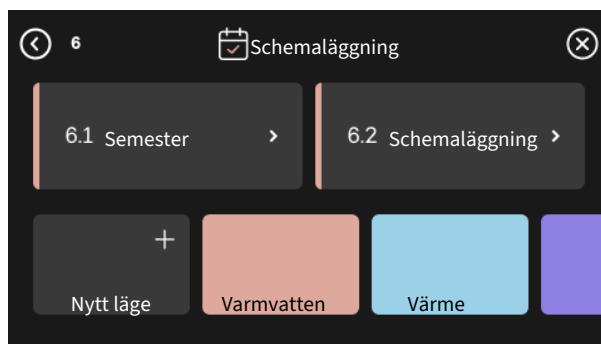 6 Schemaläggning
6.1 Semester
6.2 Schemaläggning
Nytt läge
Varmvatten
Värme